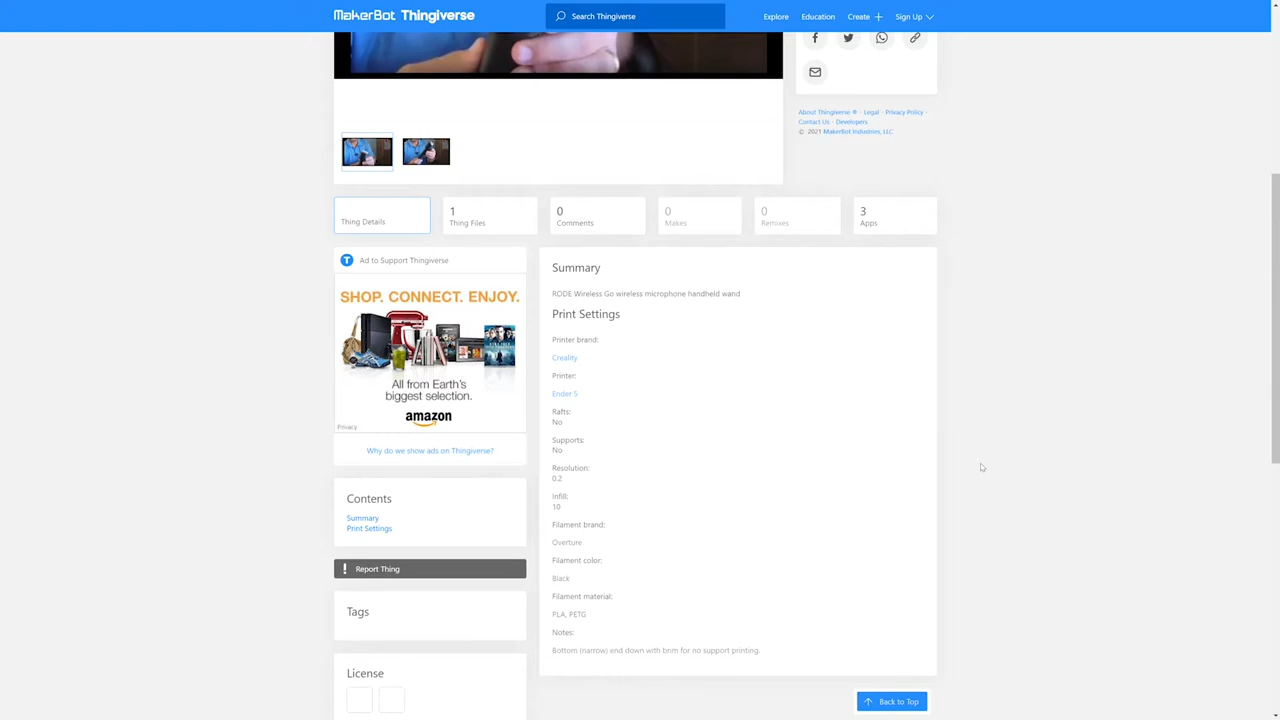 MakerBot Thingiverse
Search Thingiverse
Explore
Education
Create
Sign Up
About Thingiverse ® · Legal · Privacy Policy ·
Contact Us · Developers
© 2021 MakerBot Industries, LLC
Thing Details
1
Thing Files
0
Comments
0
Makes
0
Remixes
3
Apps
T
Ad to Support Thingiverse
SHOP. CONNECT. ENJOY.
All from Earth's
biggest selection.
amazon
Privacy
Why do we show ads on Thingiverse?
Contents
Summary
Print Settings
! Report Thing
Tags
License
Summary
RODE Wireless Go wireless microphone handheld wand
Print Settings
Printer brand:
Creality
Printer:
Ender 5
Rafts:
No
Supports:
No
Resolution:
0.2
Infill:
10
Filament brand:
Overture
Filament color:
Black
Filament material:
PLA, PETG
Notes:
Bottom (narrow) end down with brim for no support printing.
Back to Top